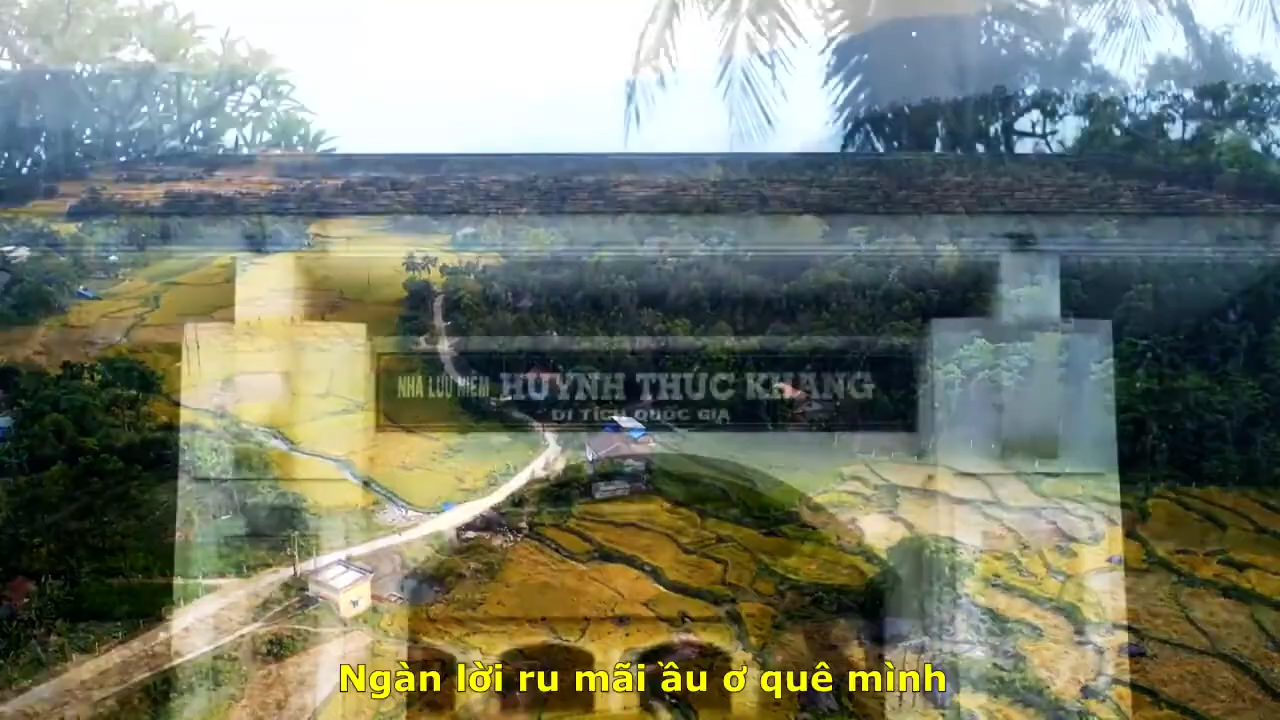 NHÀ LƯU NIỆM HUỲNH THÚC KHÁNG
DI TÍCH QUỐC GIA
Ngàn lời ru mãi ầu ơ quê mình